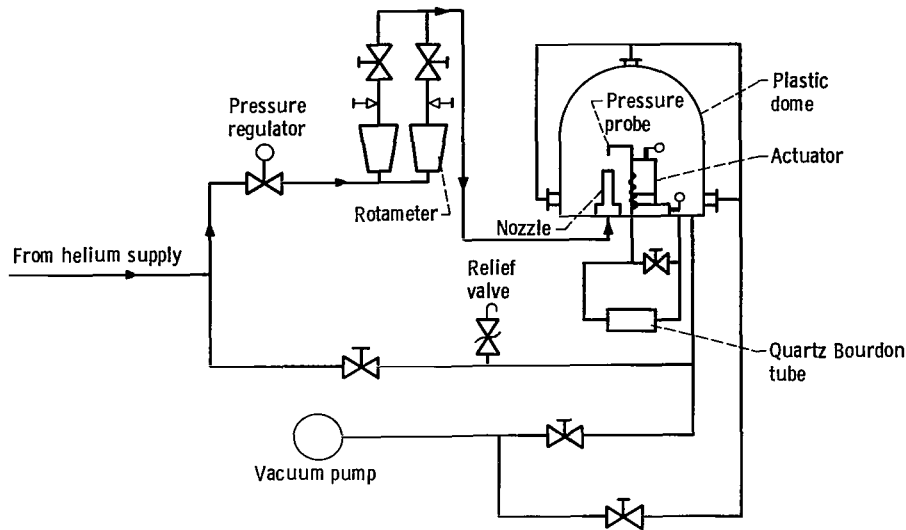 Pressure
regulator
Rotameter
Pressure
probe
Plastic
dome
Actuator
Nozzle
From helium supply
Relief
valve
Quartz Bourdon
tube
Vacuum pump